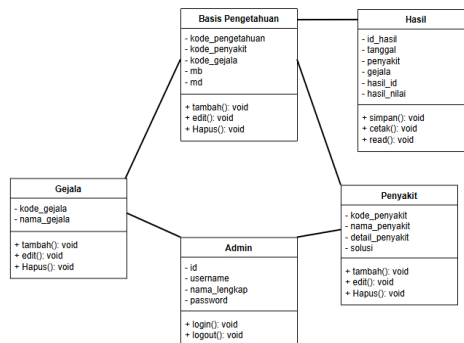 Basis Pengetahuan
- kode_pengetahuan
- kode_penyakit
- kode_gejala
- mb
- md
+ tambah(): void
+ edit(): void
+ Hapus(): void
Hasil
- id_hasil
- tanggal
- penyakit
- gejala
- hasil_id
- hasil_nilai
+ simpan(): void
+ cetak(): void
+ read(): void
Gejala
- kode_gejala
- nama_gejala
+ tambah(): void
+ edit(): void
+ Hapus(): void
Admin
- id
- username
- nama_lengkap
- password
+ login(): void
+ logout(): void
Penyakit
- kode_penyakit
- nama_penyakit
- detail_penyakit
- solusi
+ tambah(): void
+ edit(): void
+ Hapus(): void